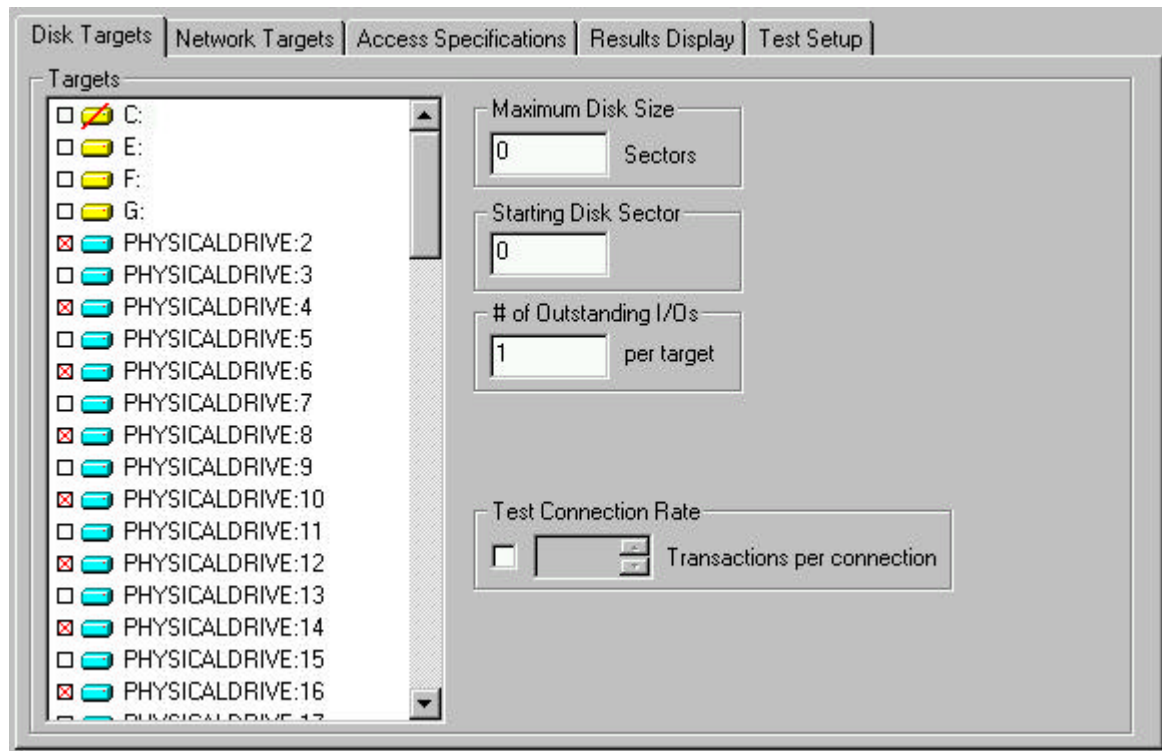 Disk Targets Network Targets Access Specifications Results Display Test Setup
Targets
C:
E:
F:
G:
PHYSICALDRIVE:2
PHYSICALDRIVE:3
PHYSICALDRIVE:4
PHYSICALDRIVE:5
PHYSICALDRIVE:6
PHYSICALDRIVE:7
PHYSICALDRIVE:8
PHYSICALDRIVE:9
PHYSICALDRIVE:10
PHYSICALDRIVE:11
PHYSICALDRIVE:12
PHYSICALDRIVE:13
PHYSICALDRIVE:14
PHYSICALDRIVE:15
PHYSICALDRIVE:16
PHYSICALDRIVE:17
Maximum Disk Size
0 Sectors
Starting Disk Sector
0
# of Outstanding I/Os
1 per target
Test Connection Rate
Transactions per connection